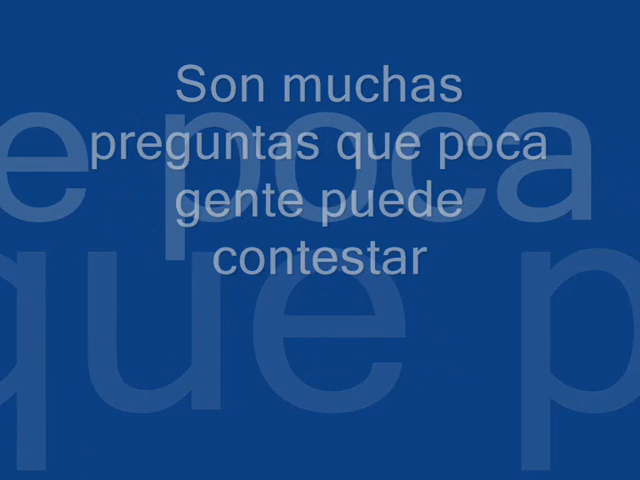 Son muchas
preguntas que poca
gente puede
contestar
e poca
que p